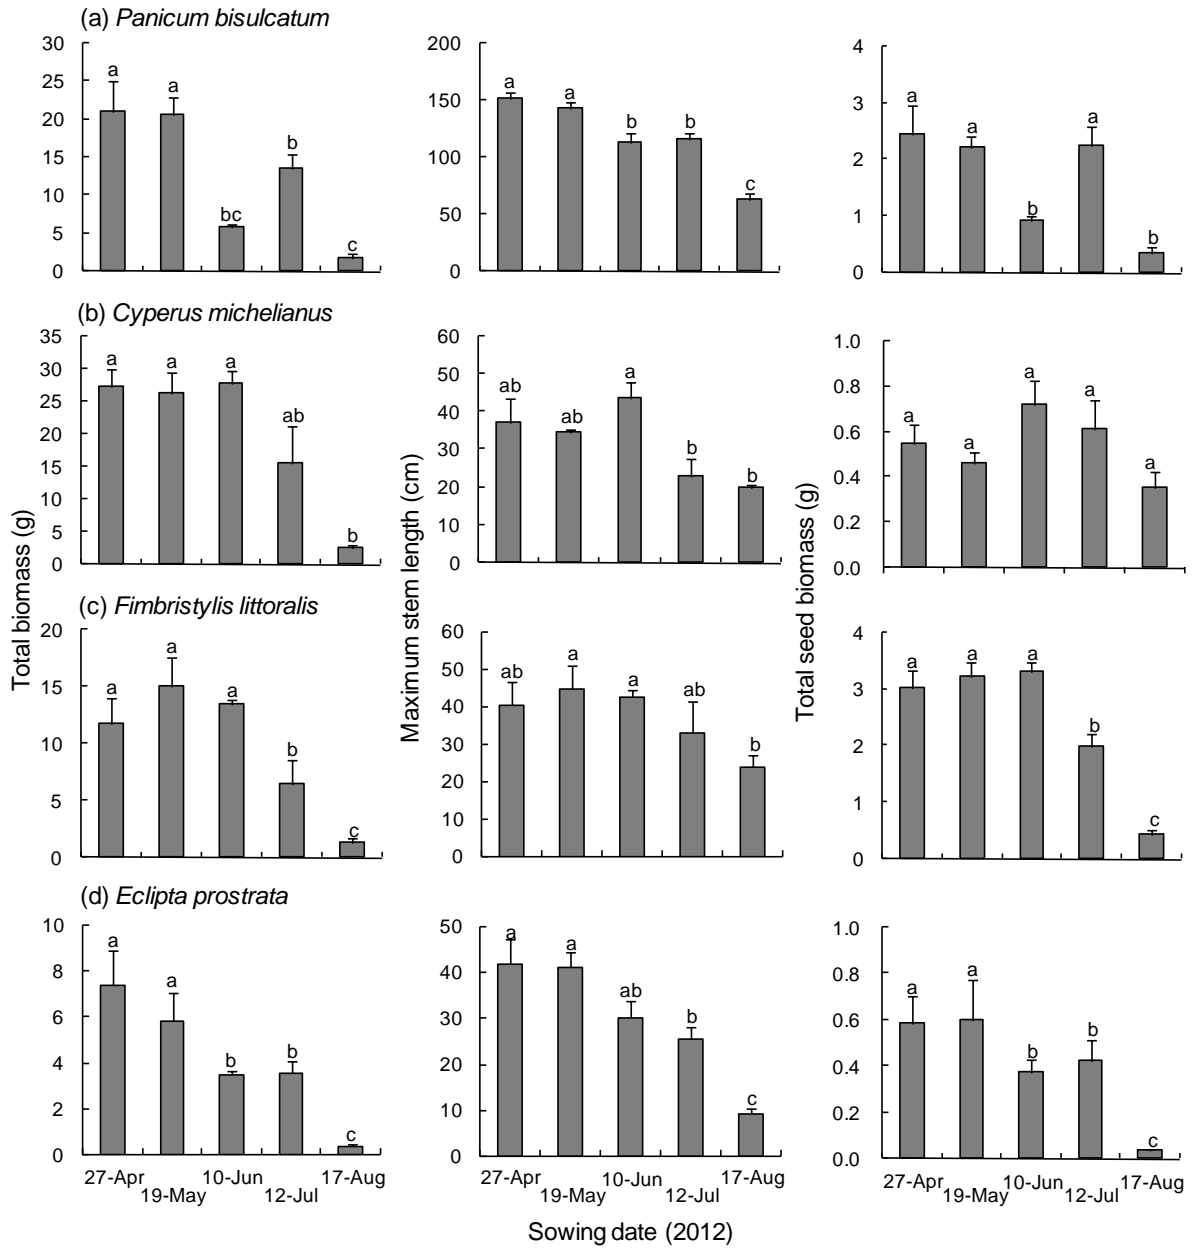 (a) Panicum bisulcatum
30
25
20
15
10
5
0
a
a
bc
b
c
200
150
100
50
0
a
a
b
b
c
4
3
2
1
0
a
a
b
a
b
(b) Cyperus michelianus
35
30
25
20
15
10
5
0
a
a
a
ab
b
60
50
40
30
20
10
0
ab
ab
a
b
b
1.0
0.8
0.6
0.4
0.2
0.0
a
a
a
a
a
Total biomass (g)
Maximum stem length (cm)
Total seed biomass (g)
(c) Fimbristylis littoralis
20
15
10
5
0
a
a
a
b
c
60
50
40
30
20
10
0
ab
a
a
ab
b
4
3
2
1
0
a
a
a
b
c
(d) Eclipta prostrata
10
8
6
4
2
0
a
a
b
b
c
50
40
30
20
10
0
a
a
ab
b
c
1.0
0.8
0.6
0.4
0.2
0.0
a
a
b
b
c
27-Apr 10-Jun 17-Aug
19-May 12-Jul
27-Apr 10-Jun 17-Aug
19-May 12-Jul
27-Apr 10-Jun 17-Aug
19-May 12-Jul
Sowing date (2012)